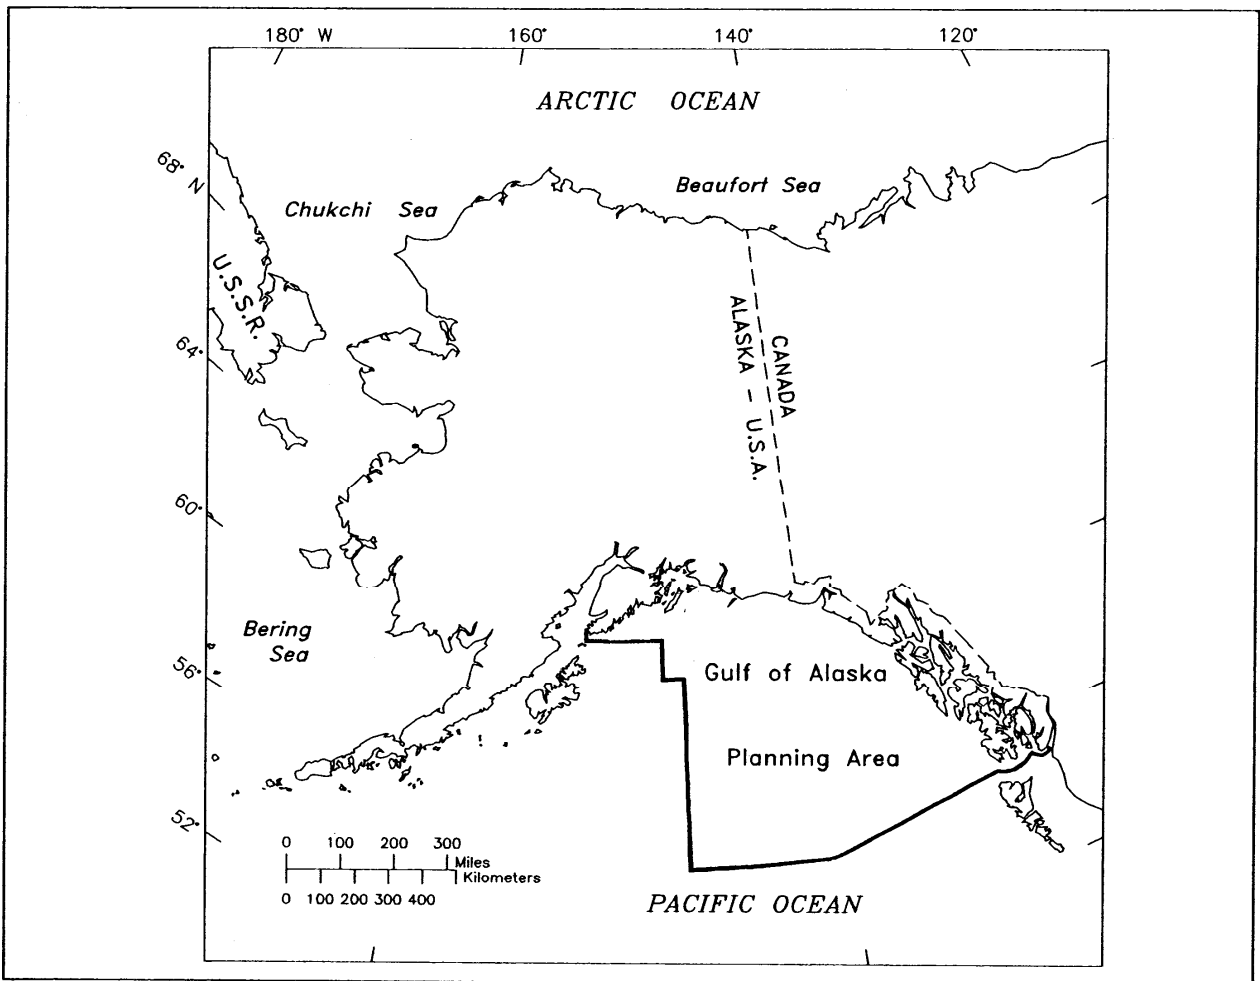 180° W
160°
140°
120°
ARCTIC OCEAN
68° N
Beaufort Sea
Chukchi Sea
U.S.S.R.
64°
CANADA
ALASKA – U.S.A.
60°
Bering
Sea
56°
Gulf of Alaska
Planning Area
52°
0 100 200 300
Miles
Kilometers
0 100 200 300 400
PACIFIC OCEAN